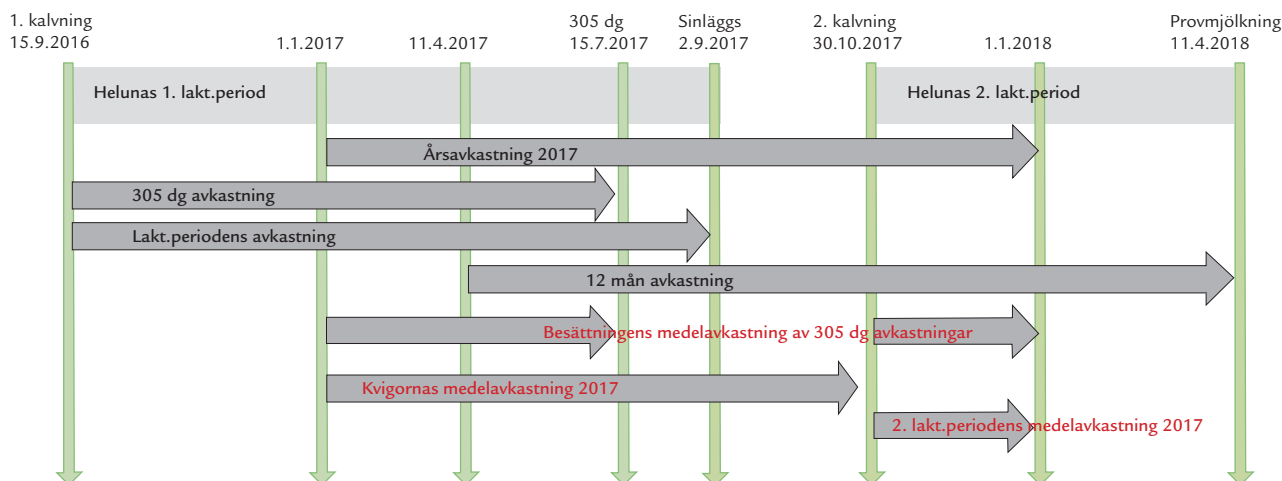 1. kalvning
15.9.2016
1.1.2017
11.4.2017
305 dg
15.7.2017
Sinläggs
2.9.2017
2. kalvning
30.10.2017
1.1.2018
Provmjölkning
11.4.2018
Helunas 1. lakt.period
Helunas 2. lakt.period
Årsavkastning 2017
305 dg avkastning
Lakt.periodens avkastning
12 mån avkastning
Besättningens medelavkastning av 305 dg avkastningar
Kvigornas medelavkastning 2017
2. lakt.periodens medelavkastning 2017